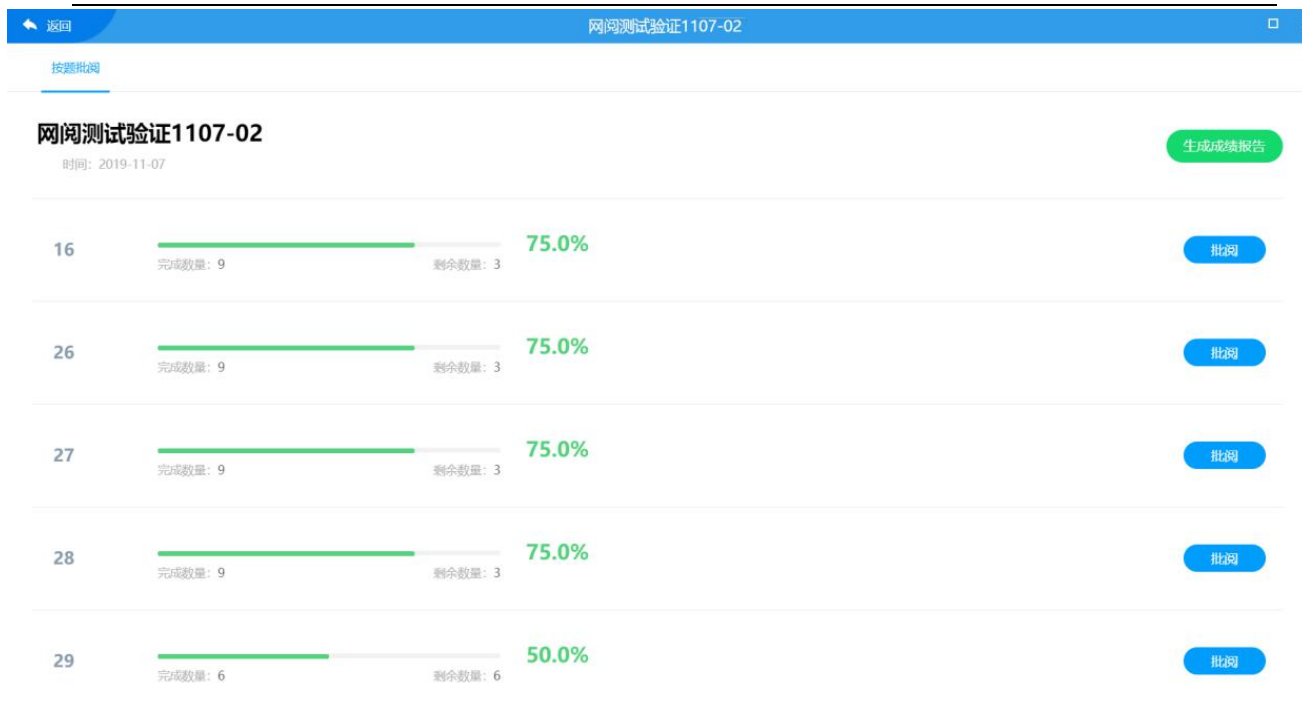 返回 网阅测试验证1107-02
按题批阅
网阅测试验证1107-02
生成成绩报告
时间：2019-11-07
16 75.0% 批阅
完成数量：9 剩余数量：3
26 75.0% 批阅
完成数量：9 剩余数量：3
27 75.0% 批阅
完成数量：9 剩余数量：3
28 75.0% 批阅
完成数量：9 剩余数量：3
29 50.0% 批阅
完成数量：6 剩余数量：6